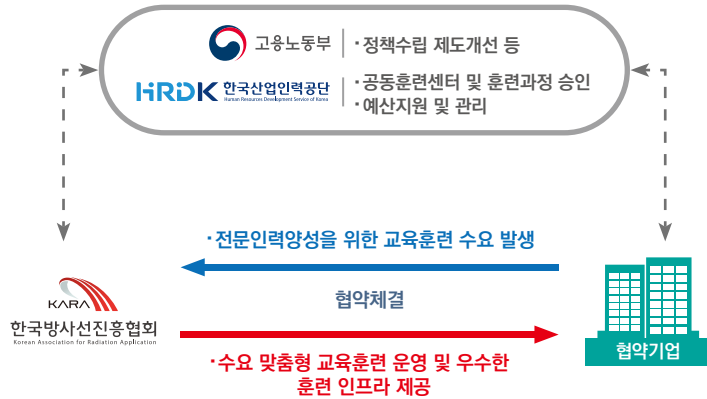 고용노동부
·정책수립 제도개선 등
HRDK 한국산업인력공단
Human Resources Development Service of Korea
·공동훈련센터 및 훈련과정 승인
·예산지원 및 관리
·전문인력양성을 위한 교육훈련 수요 발생
협약체결
KARA
한국방사선진흥협회
Korean Association for Radiation Application
협약기업
·수요 맞춤형 교육훈련 운영 및 우수한
훈련 인프라 제공